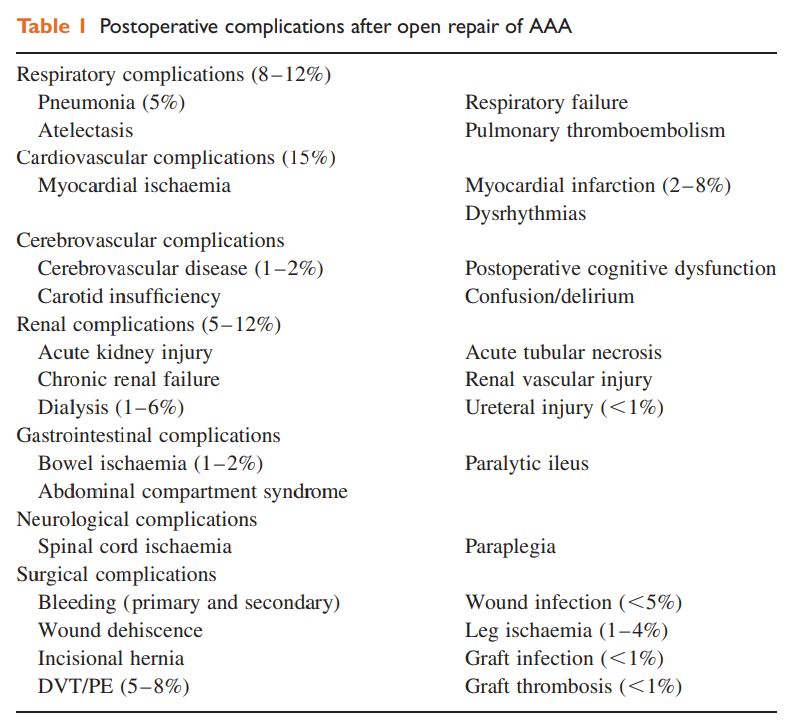 Table 1 Postoperative complications after open repair of AAA
Respiratory complications (8–12%)
Pneumonia (5%) Respiratory failure
Atelectasis Pulmonary thromboembolism
Cardiovascular complications (15%)
Myocardial ischaemia Myocardial infarction (2–8%)
Dysrhythmias
Cerebrovascular complications
Cerebrovascular disease (1–2%) Postoperative cognitive dysfunction
Carotid insufficiency Confusion/delirium
Renal complications (5–12%)
Acute kidney injury Acute tubular necrosis
Chronic renal failure Renal vascular injury
Dialysis (1–6%) Ureteral injury (<1%)
Gastrointestinal complications
Bowel ischaemia (1–2%) Paralytic ileus
Abdominal compartment syndrome
Neurological complications
Spinal cord ischaemia Paraplegia
Surgical complications
Bleeding (primary and secondary) Wound infection (<5%)
Wound dehiscence Leg ischaemia (1–4%)
Incisional hernia Graft infection (<1%)
DVT/PE (5–8%) Graft thrombosis (<1%)